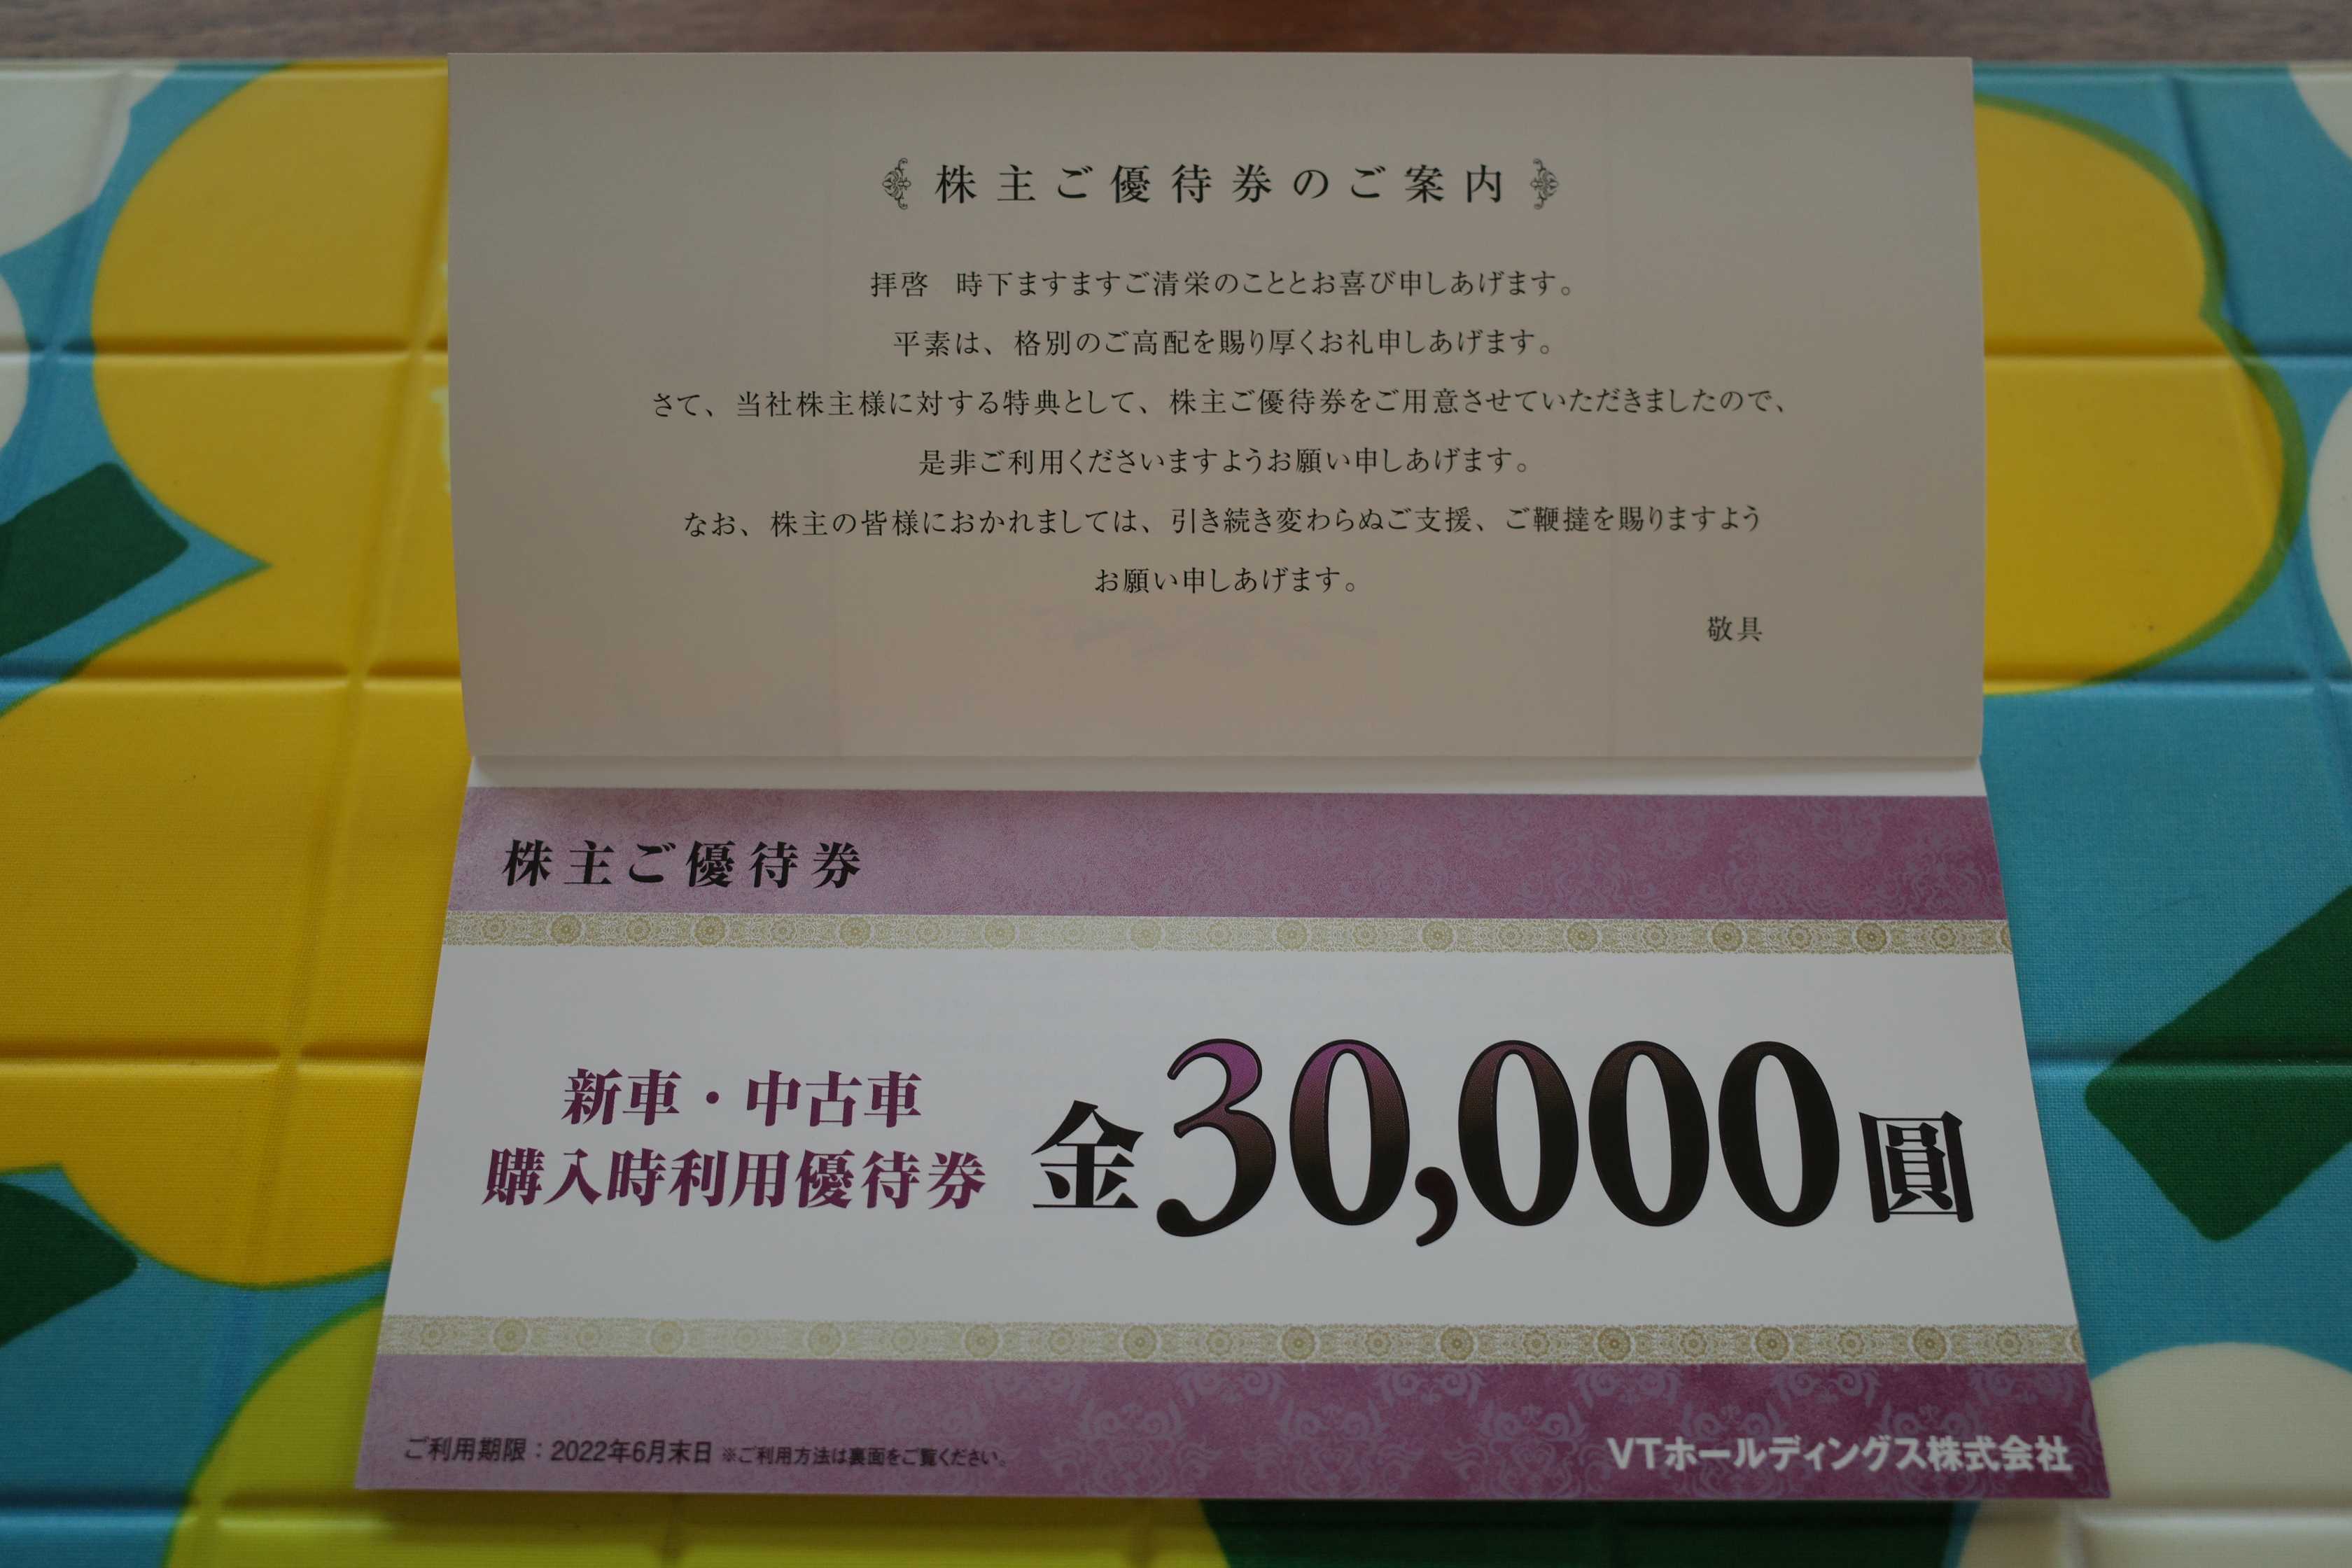 株主ご優待券のご案内
拝啓　時下ますますご清栄のこととお喜び申しあげます。
平素は、格別のご高配を賜り厚くお礼申しあげます。
さて、当社株主様に対する特典として、株主ご優待券をご用意させていただきましたので、
是非ご利用くださいますようお願い申しあげます。
なお、株主の皆様におかれましては、引き続き変わらぬご支援、ご鞭撻を賜りますよう
お願い申しあげます。
敬具
株主ご優待券
新車・中古車
購入時利用優待券
金30,000圓
ご利用期限：2022年6月末日 ※ご利用方法は裏面をご覧ください。
VTホールディングス株式会社